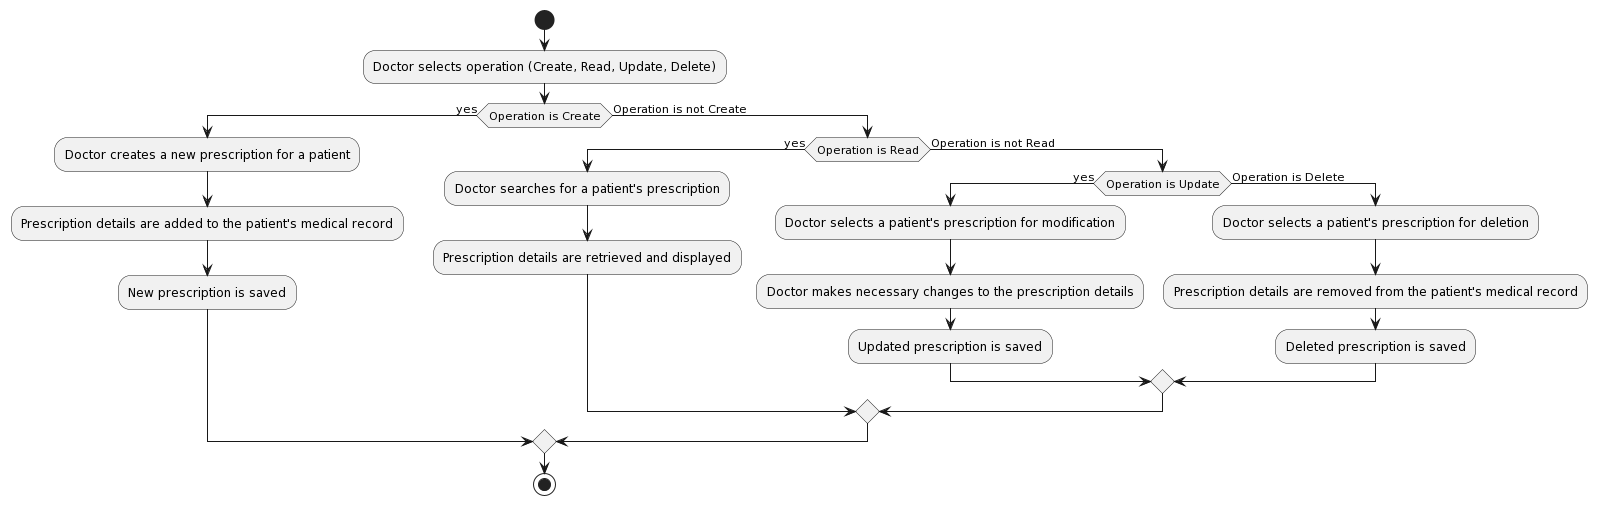 Doctor selects operation (Create, Read, Update, Delete)
yes
Operation is Create
Operation is not Create
Doctor creates a new prescription for a patient
Prescription details are added to the patient's medical record
New prescription is saved
yes
Operation is Read
Operation is not Read
Doctor searches for a patient's prescription
Prescription details are retrieved and displayed
yes
Operation is Update
Operation is Delete
Doctor selects a patient's prescription for modification
Doctor makes necessary changes to the prescription details
Updated prescription is saved
Doctor selects a patient's prescription for deletion
Prescription details are removed from the patient's medical record
Deleted prescription is saved